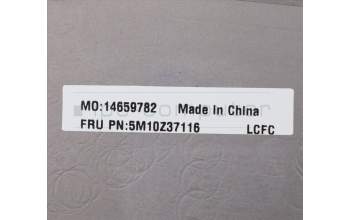 MO:14659782 Made in China
FRU PN:5M10Z37116 LCFC